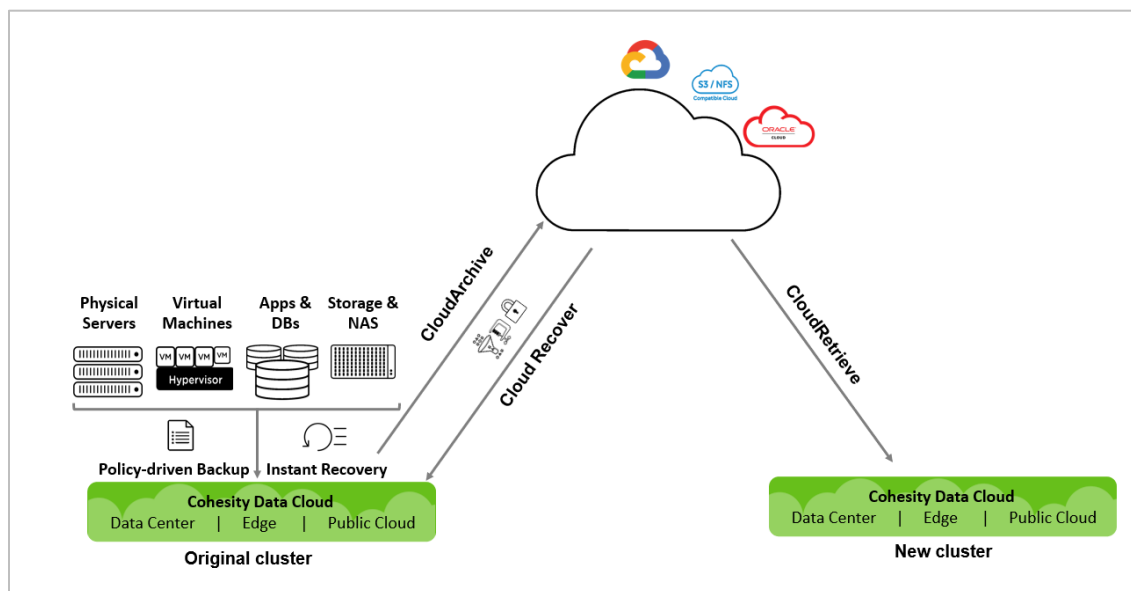 S3 / NFS
Compatible Cloud
ORACLE
CLOUD
CloudArchive
Cloud Recover
CloudRetrieve
Physical
Servers
Virtual
Machines
Apps &
DBs
Storage &
NAS
VM VM VM VM
Hypervisor
Policy-driven Backup
Instant Recovery
Cohesity Data Cloud
Data Center | Edge | Public Cloud
Original cluster
Cohesity Data Cloud
Data Center | Edge | Public Cloud
New cluster